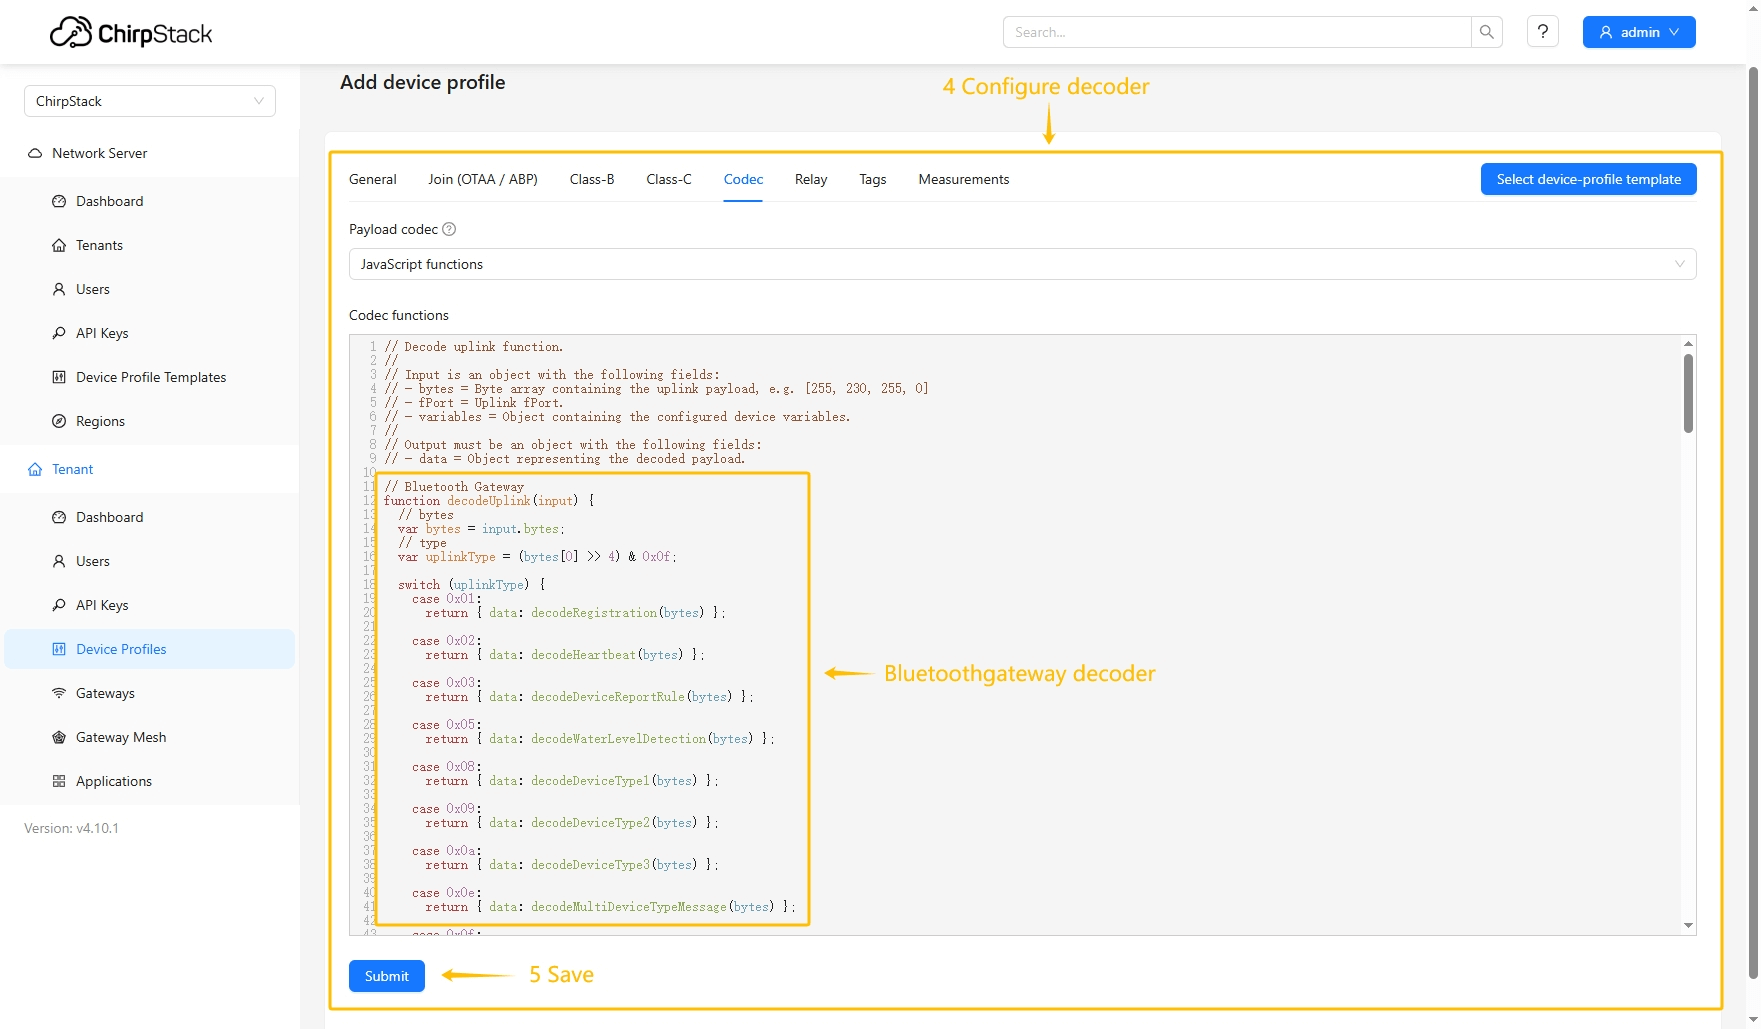 ChirpStack
Search...
?
admin
ChirpStack
Network Server
Dashboard
Tenants
Users
API Keys
Device Profile Templates
Regions
Tenant
Dashboard
Users
API Keys
Device Profiles
Gateways
Gateway Mesh
Applications
Version: v4.10.1
Add device profile
4 Configure decoder
General Join (OTAA / ABP) Class-B Class-C Codec Relay Tags Measurements
Select device-profile template
Payload codec ?
JavaScript functions
Codec functions
1 // Decode uplink function.
2 //
3 // Input is an object with the following fields:
4 // - bytes = Byte array containing the uplink payload, e.g. [255, 230, 255, 0]
5 // - fPort = Uplink fPort.
6 // - variables = Object containing the configured device variables.
7 //
8 // Output must be an object with the following fields:
9 // - data = Object representing the decoded payload.
10
11 // Bluetooth Gateway
12 function decodeUplink(input) {
13 // bytes
14 var bytes = input.bytes;
15 // type
16 var uplinkType = (bytes[0] >> 4) & 0x0f;
17
18 switch (uplinkType) {
19 case 0x01:
20 return { data: decodeRegistration(bytes) };
21
22 case 0x02:
23 return { data: decodeHeartbeat(bytes) };
24
25 case 0x03:
26 return { data: decodeDeviceReportRule(bytes) };
27
28 case 0x05:
29 return { data: decodeWaterLevelDetection(bytes) };
30
31 case 0x08:
32 return { data: decodeDeviceType1(bytes) };
33
34 case 0x09:
35 return { data: decodeDeviceType2(bytes) };
36
37 case 0x0a:
38 return { data: decodeDeviceType3(bytes) };
39
40 case 0x0e:
41 return { data: decodeMultiDeviceTypeMessage(bytes) };
42
43 case 0x0f:
Bluetoothgateway decoder
Submit
5 Save